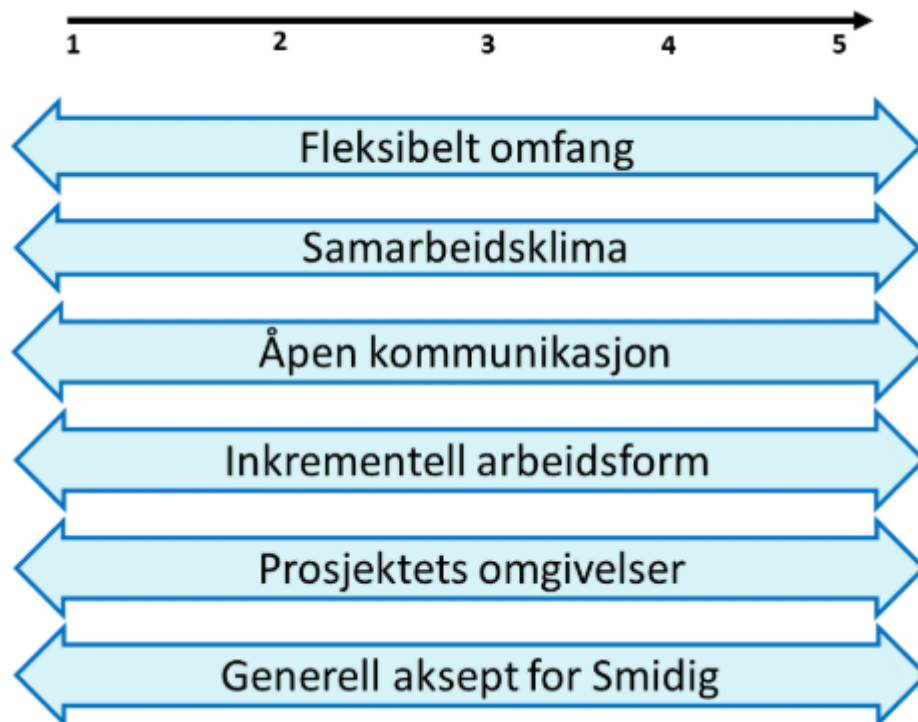 1 2 3 4 5
Fleksibelt omfang
Samarbeidsklima
Åpen kommunikasjon
Inkrementell arbeidsform
Prosjektets omgivelser
Generell aksept for Smidig